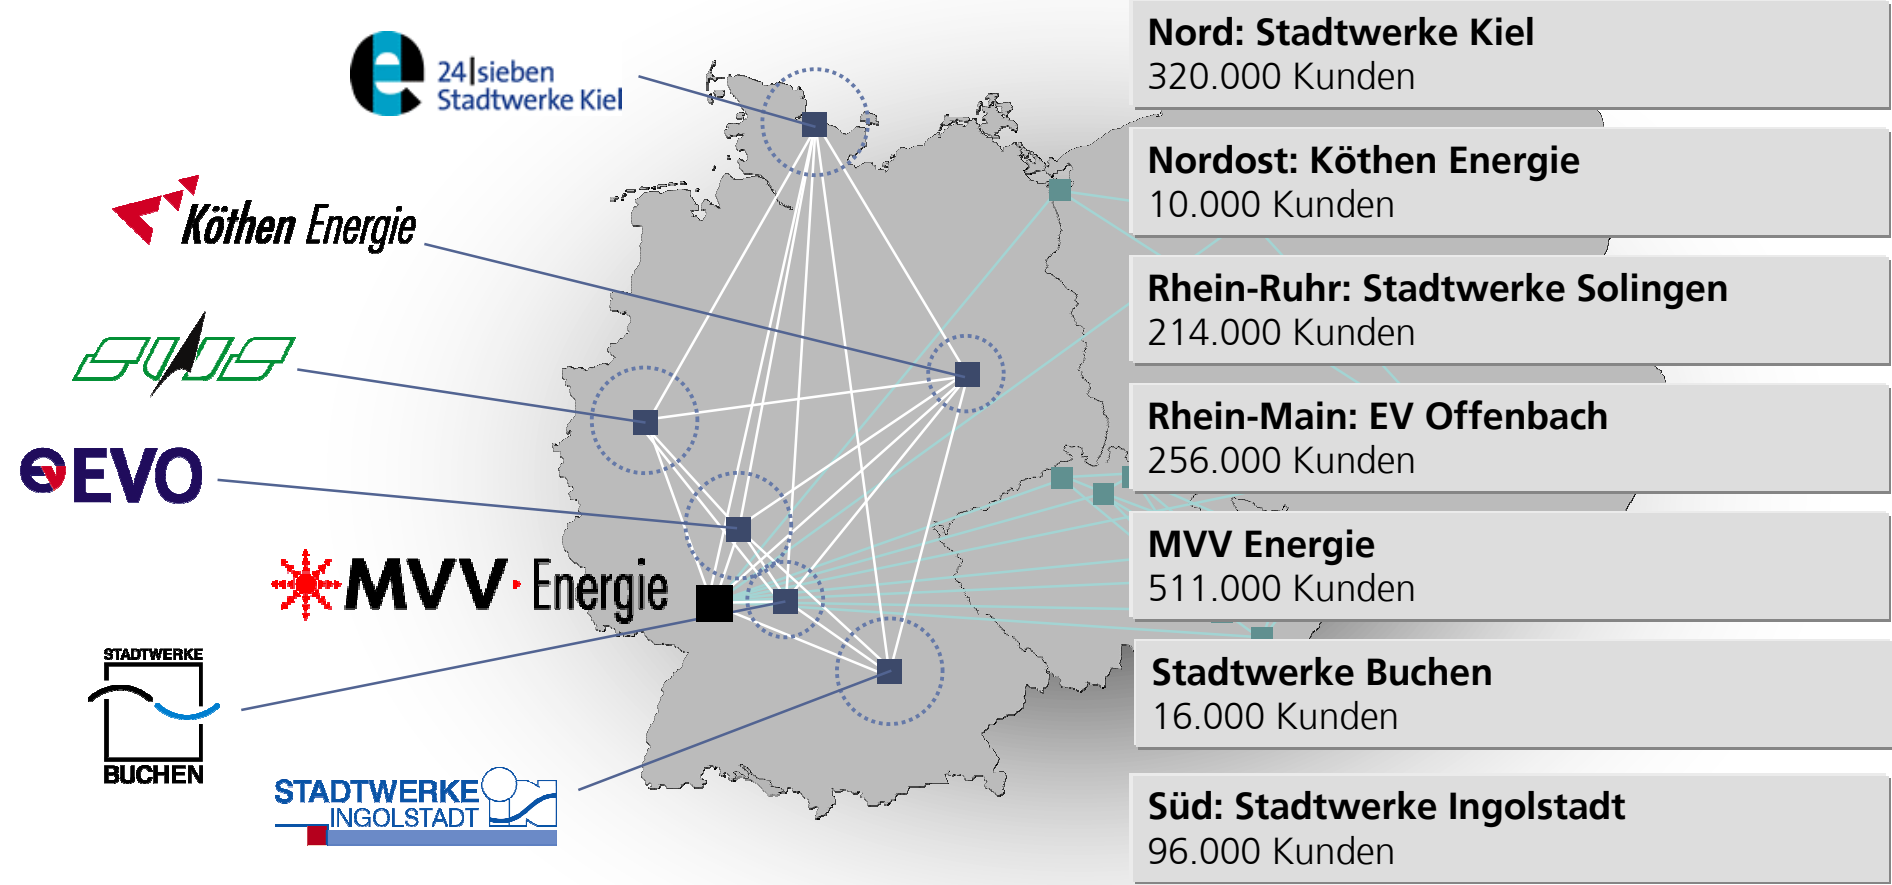 24|sieben
Stadtwerke Kiel
Köthen Energie
SWS
EVO
MVV Energie
STADTWERKE
BUCHEN
STADTWERKE
INGOLSTADT
Nord: Stadtwerke Kiel
320.000 Kunden
Nordost: Köthen Energie
10.000 Kunden
Rhein-Ruhr: Stadtwerke Solingen
214.000 Kunden
Rhein-Main: EV Offenbach
256.000 Kunden
MVV Energie
511.000 Kunden
Stadtwerke Buchen
16.000 Kunden
Süd: Stadtwerke Ingolstadt
96.000 Kunden